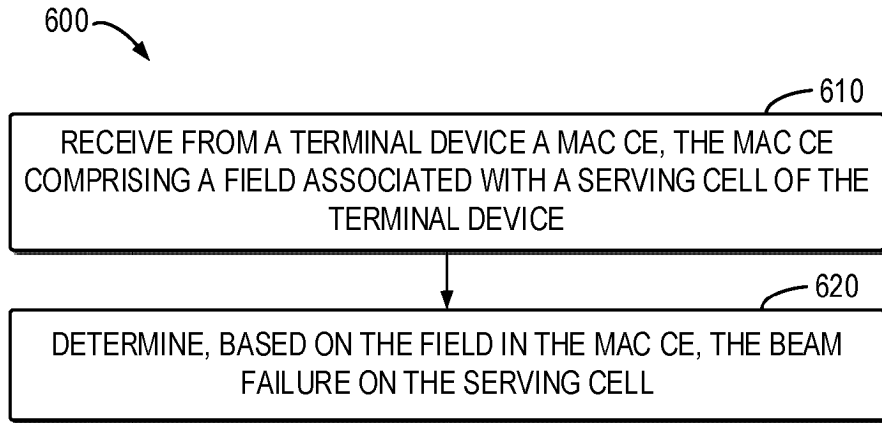 600
610
RECEIVE FROM A TERMINAL DEVICE A MAC CE, THE MAC CE
COMPRISING A FIELD ASSOCIATED WITH A SERVING CELL OF THE
TERMINAL DEVICE
620
DETERMINE, BASED ON THE FIELD IN THE MAC CE, THE BEAM
FAILURE ON THE SERVING CELL